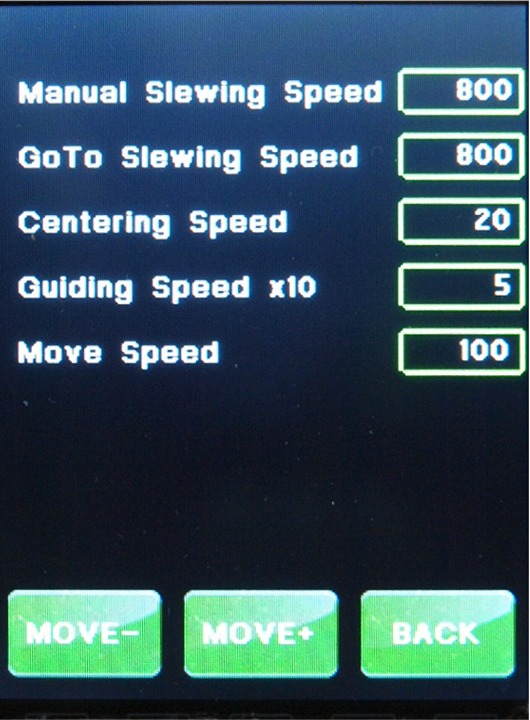 Manual Slewing Speed 800
GoTo Slewing Speed 800
Centering Speed 20
Guiding Speed x10 5
Move Speed 100
MOVE- MOVE+ BACK